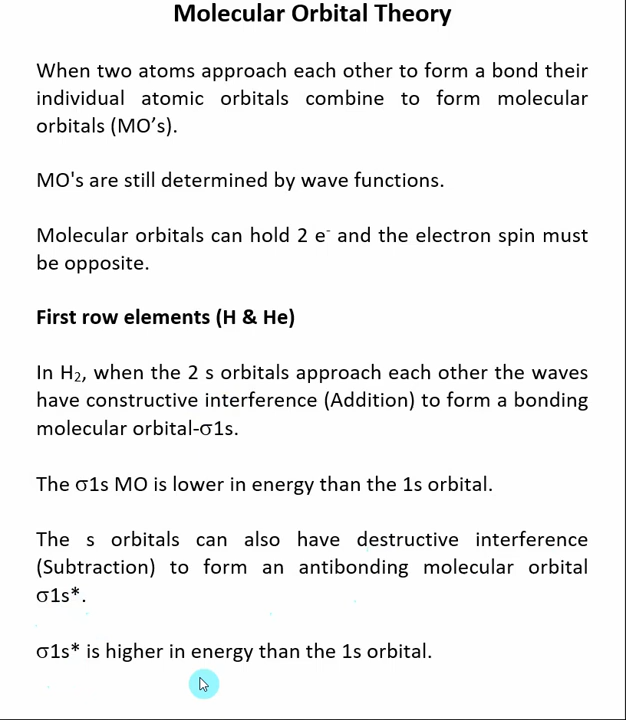 Molecular Orbital Theory
When two atoms approach each other to form a bond their
individual atomic orbitals combine to form molecular
orbitals (MO’s).
MO's are still determined by wave functions.
Molecular orbitals can hold 2 e⁻ and the electron spin must
be opposite.
First row elements (H & He)
In H₂, when the 2 s orbitals approach each other the waves
have constructive interference (Addition) to form a bonding
molecular orbital-σ1s.
The σ1s MO is lower in energy than the 1s orbital.
The s orbitals can also have destructive interference
(Subtraction) to form an antibonding molecular orbital
σ1s*.
σ1s* is higher in energy than the 1s orbital.